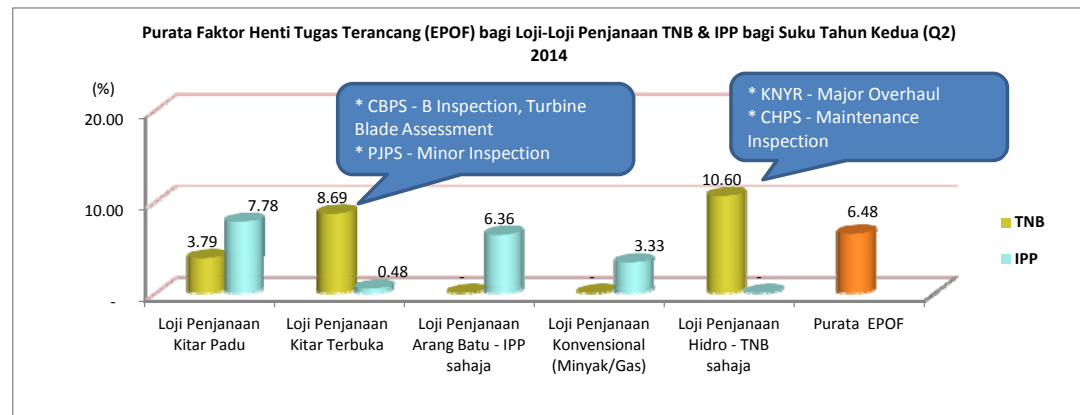 Purata Faktor Henti Tugas Terancang (EPOF) bagi Loji-Loji Penjanaan TNB & IPP bagi Suku Tahun Kedua (Q2)
2014
(%)
20.00
10.00
-
* CBPS - B Inspection, Turbine
Blade Assessment
* PJPS - Minor Inspection
* KNYR - Major Overhaul
* CHPS - Maintenance
Inspection
3.79
7.78
8.69
0.48
-
6.36
-
3.33
10.60
-
6.48
TNB
IPP
Loji Penjanaan
Kitar Padu
Loji Penjanaan
Kitar Terbuka
Loji Penjanaan
Arang Batu - IPP
sahaja
Loji Penjanaan
Konvensional
(Minyak/Gas)
Loji Penjanaan
Hidro - TNB
sahaja
Purata EPOF